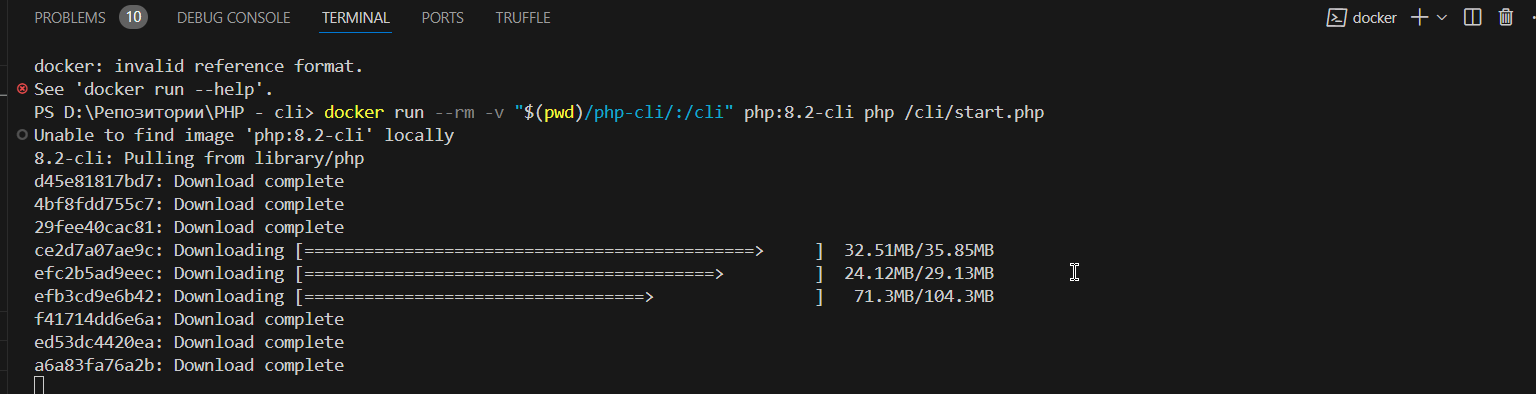 PROBLEMS 10 DEBUG CONSOLE TERMINAL PORTS TRUFFLE docker
docker: invalid reference format.
See 'docker run --help'.
PS D:\Репозитории\PHP - cli> docker run --rm -v "$(pwd)/php-cli/:/cli" php:8.2-cli php /cli/start.php
Unable to find image 'php:8.2-cli' locally
8.2-cli: Pulling from library/php
d45e81817bd7: Download complete
4bf8fdd755c7: Download complete
29fee40cac81: Download complete
ce2d7a07ae9c: Downloading [=============================================>     ]  32.51MB/35.85MB
efc2b5ad9eec: Downloading [=========================================>         ]  24.12MB/29.13MB
efb3cd9e6b42: Downloading [==================================>                ]   71.3MB/104.3MB
f41714dd6e6a: Download complete
ed53dc4420ea: Download complete
a6a83fa76a2b: Download complete